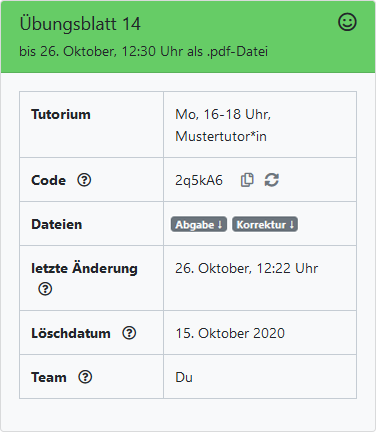 Übungsblatt 14
bis 26. Oktober, 12:30 Uhr als .pdf-Datei
Tutorium
Mo, 16-18 Uhr,
Mustertutor*in
Code
2q5kA6
Dateien
Abgabe ↓ Korrektur ↓
letzte Änderung
26. Oktober, 12:22 Uhr
Löschdatum
15. Oktober 2020
Team
Du